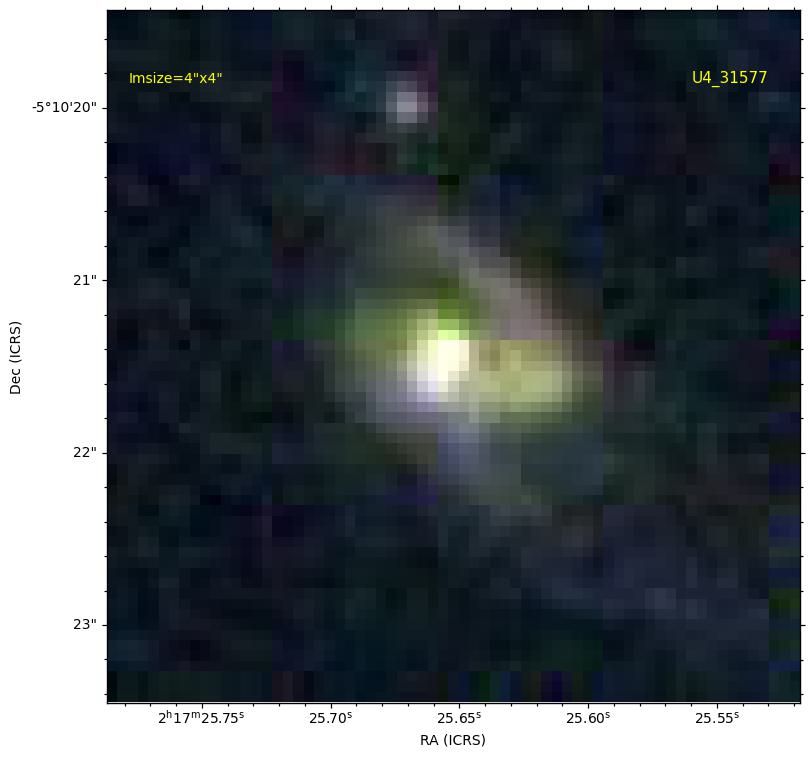 Imsize=4"x4"
U4_31577
-5°10'20"
21"
22"
23"
Dec (ICRS)
2ʰ17ᵐ25.75ˢ
25.70ˢ
25.65ˢ
25.60ˢ
25.55ˢ
RA (ICRS)